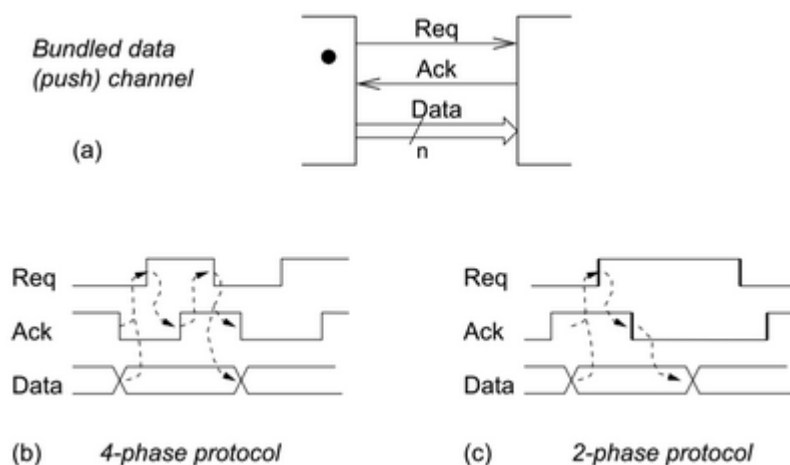 Bundled data
(push) channel
Req
Ack
Data
n
(a)
Req
Ack
Data
(b) 4-phase protocol
Req
Ack
Data
(c) 2-phase protocol